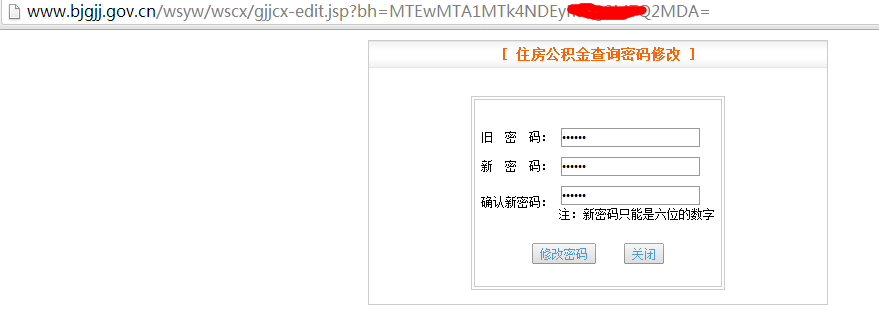 www.bjgjj.gov.cn/wsyw/wscx/gjjcx-edit.jsp?bh=MTEwMTA1MTk4NDEy Q2MDA=
[ 住房公积金查询密码修改 ]
旧 密 码: ••••••
新 密 码: ••••••
确认新密码: ••••••
注: 新密码只能是六位的数字
修改密码 关闭